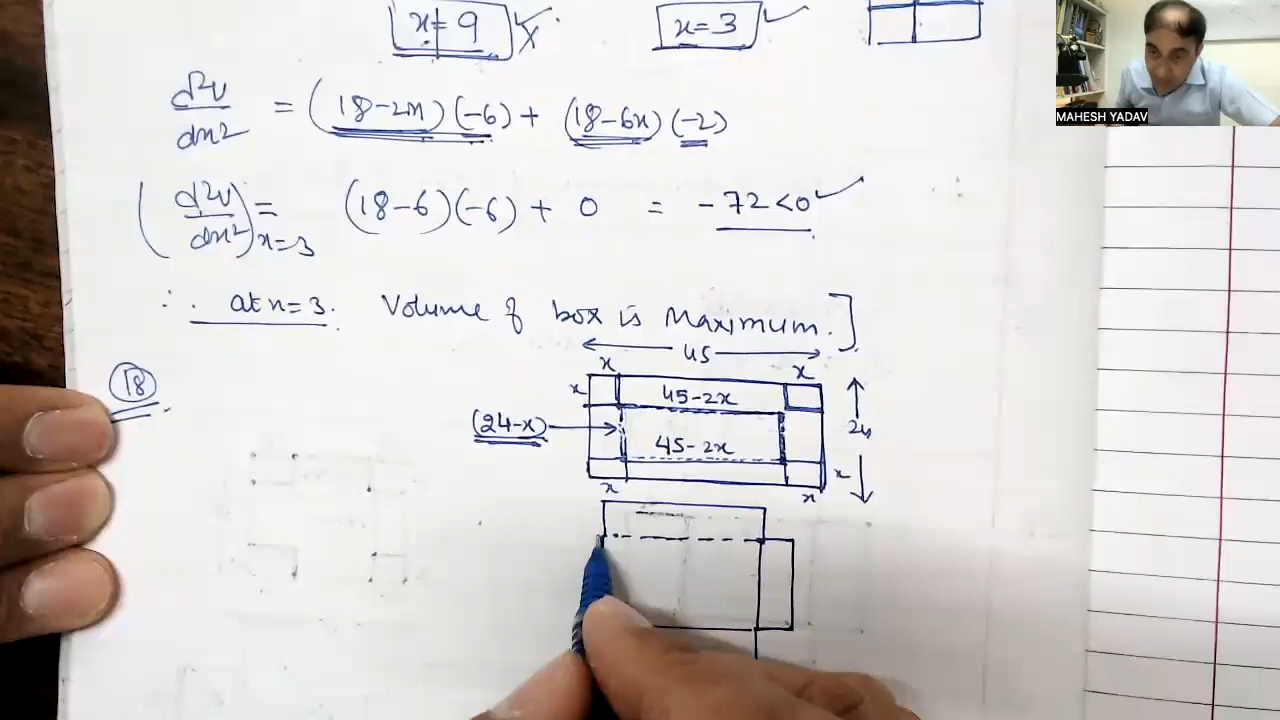 x=9 x=3
MAHESH YADAV
d²v/dx² = (18-2x)(-6) + (18-6x)(-2)
(d²v/dx²)x=3 = (18-6)(-6) + 0 = -72<0
∴ at x=3. Volume of box is Maximum.]
45
18
x x
x 45-2x
(24-x) 24
45-2x
x
x x